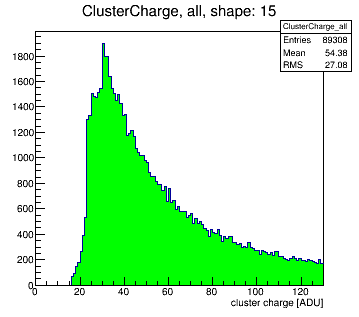 ClusterCharge, all, shape: 15
ClusterCharge_all
Entries 89308
Mean 54.38
RMS 27.08
1800
1600
1400
1200
1000
800
600
400
200
0
0 20 40 60 80 100 120
cluster charge [ADU]